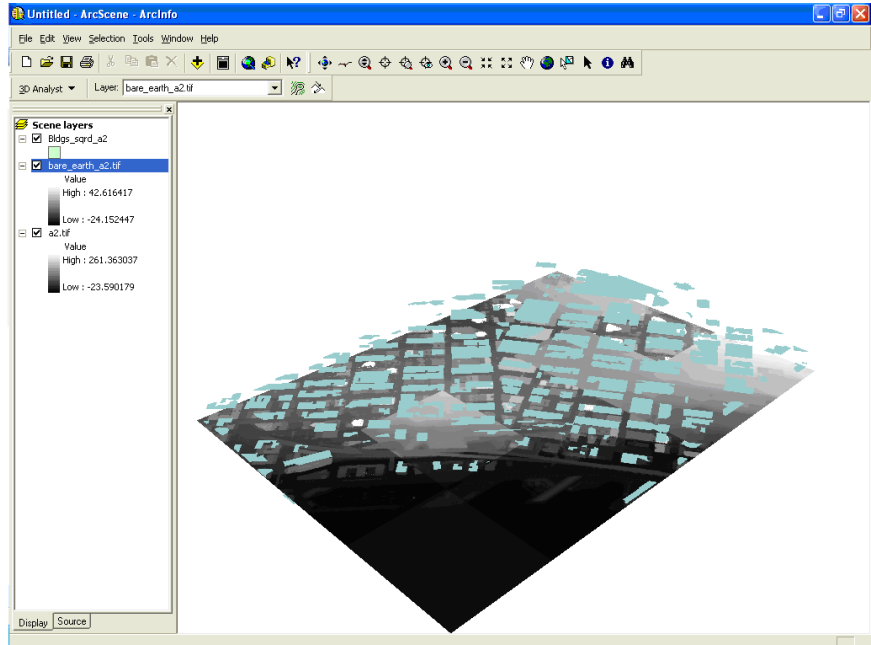 Untitled - ArcScene - ArcInfo
File Edit View Selection Tools Window Help
3D Analyst Layer: bare_earth_a2.tif
Scene layers
Bldgs_sqrd_a2
bare_earth_a2.tif
Value
High : 42.616417
Low : -24.152447
a2.tif
Value
High : 261.363037
Low : -23.590179
Display Source